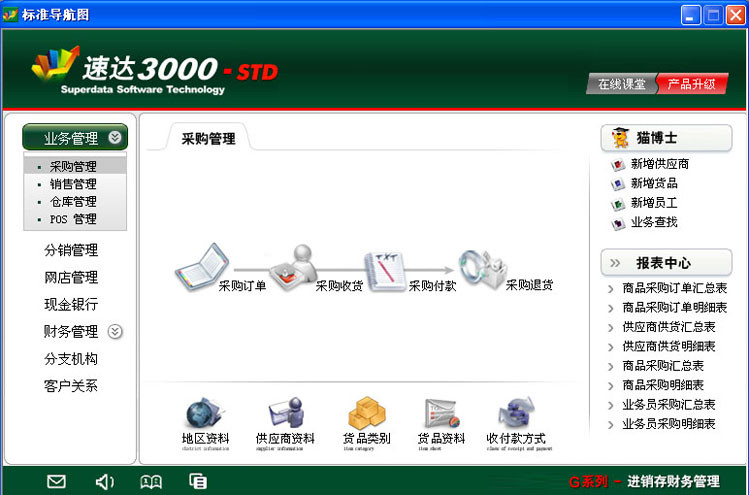 标准导航图
速达3000-STD
Superdata Software Technology
在线课堂
产品升级
业务管理
采购管理
销售管理
仓库管理
POS 管理
分销管理
网店管理
现金银行
财务管理
分支机构
客户关系
采购管理
采购订单
采购收货
TXT
采购付款
采购退货
地区资料
district information
供应商资料
supplier information
货品类别
item category
货品资料
item sheet
收付款方式
class of receipt and payment
猫博士
新增供应商
新增货品
新增员工
业务查找
报表中心
商品采购订单汇总表
商品采购订单明细表
供应商供货汇总表
供应商供货明细表
商品采购汇总表
商品采购明细表
业务员采购汇总表
业务员采购明细表
G系列 - 进销存财务管理